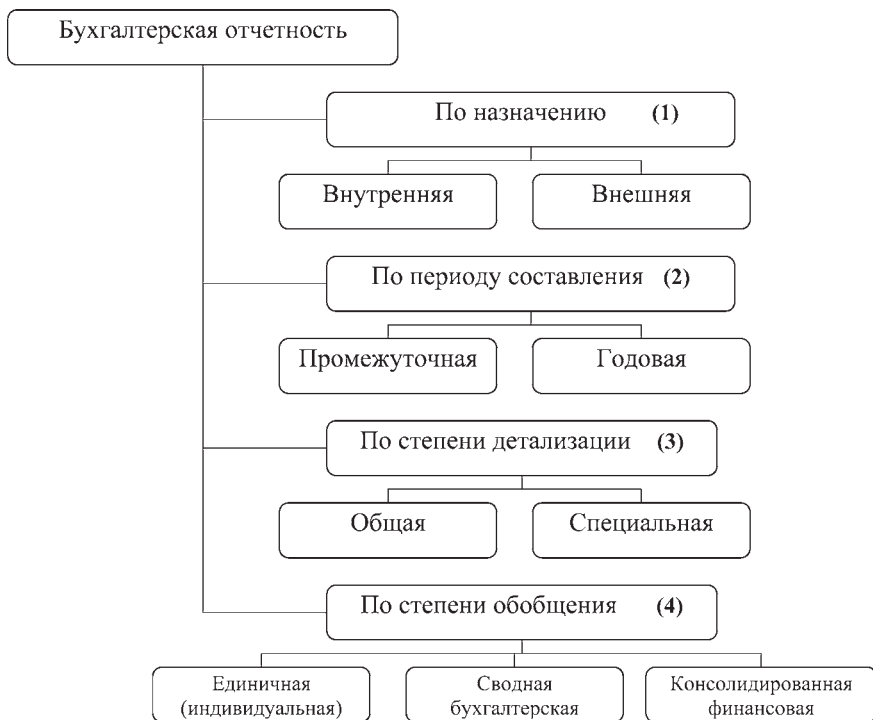 Бухгалтерская отчетность
По назначению (1)
Внутренняя
Внешняя
По периоду составления (2)
Промежуточная
Годовая
По степени детализации (3)
Общая
Специальная
По степени обобщения (4)
Единичная
(индивидуальная)
Сводная
бухгалтерская
Консолидированная
финансовая